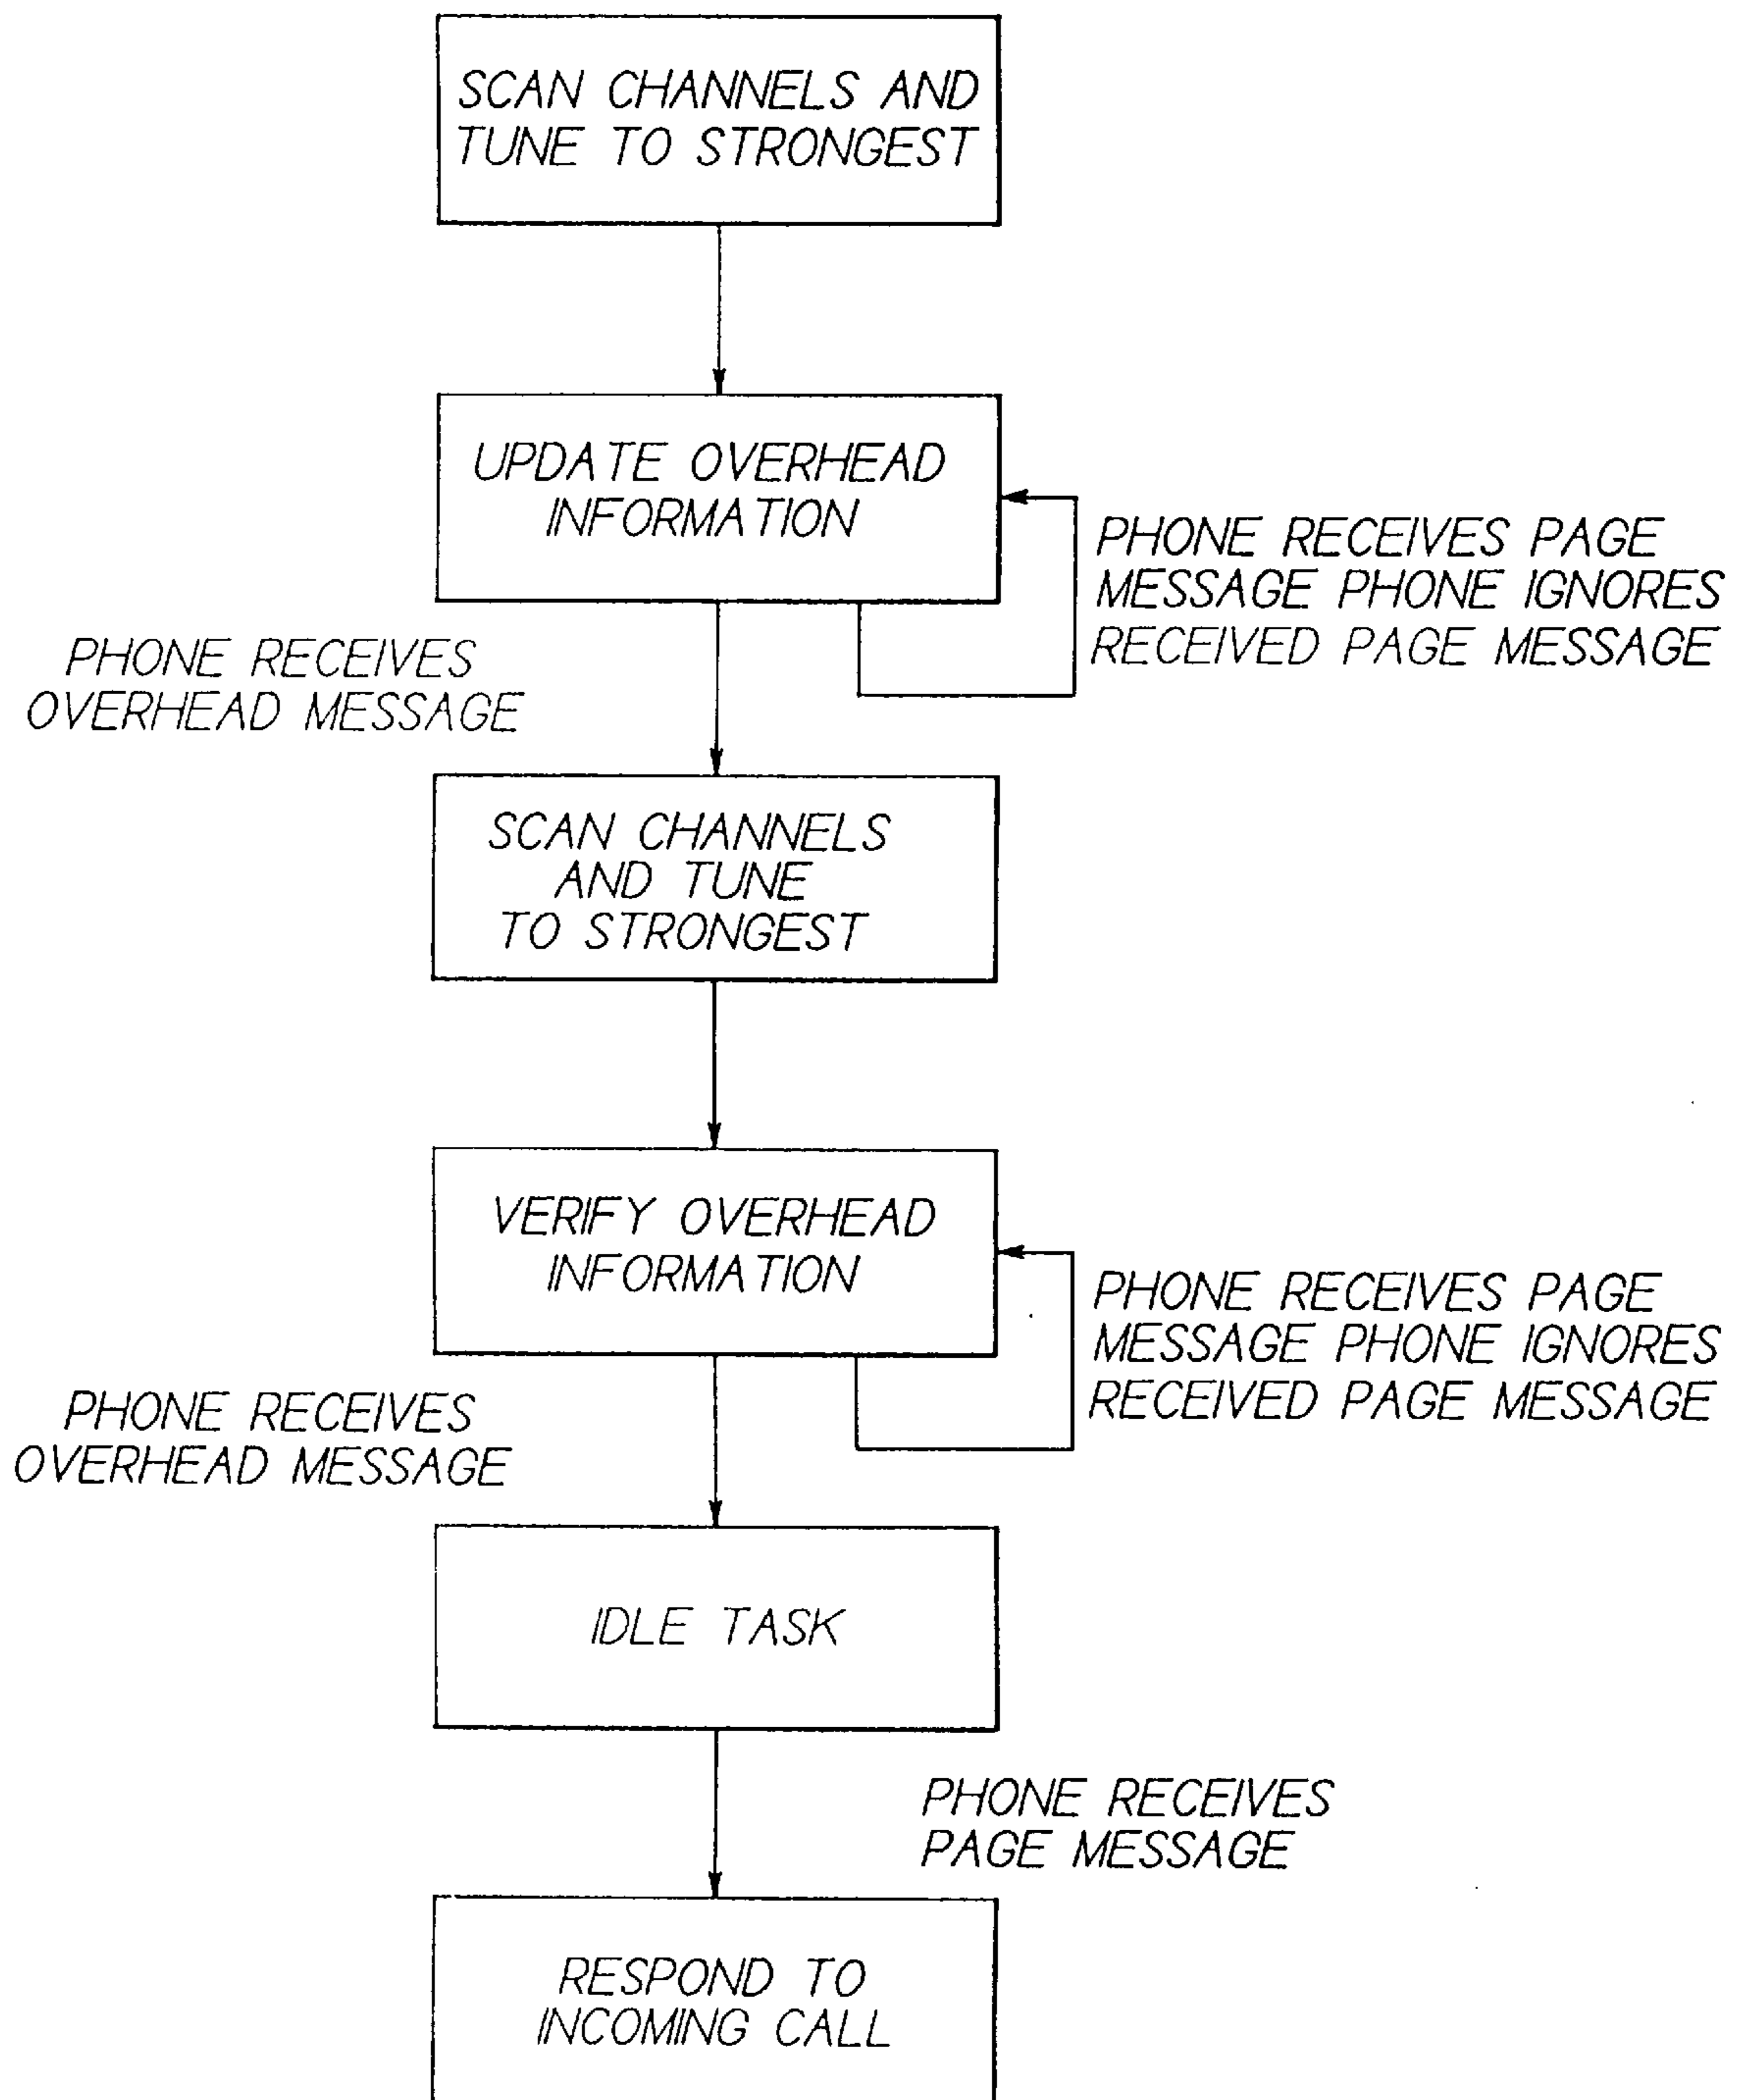 SCAN CHANNELS AND
TUNE TO STRONGEST
UPDATE OVERHEAD
INFORMATION
PHONE RECEIVES PAGE
MESSAGE PHONE IGNORES
RECEIVED PAGE MESSAGE
PHONE RECEIVES
OVERHEAD MESSAGE
SCAN CHANNELS
AND TUNE
TO STRONGEST
VERIFY OVERHEAD
INFORMATION
PHONE RECEIVES PAGE
MESSAGE PHONE IGNORES
RECEIVED PAGE MESSAGE
PHONE RECEIVES
OVERHEAD MESSAGE
IDLE TASK
PHONE RECEIVES
PAGE MESSAGE
RESPOND TO
INCOMING CALL